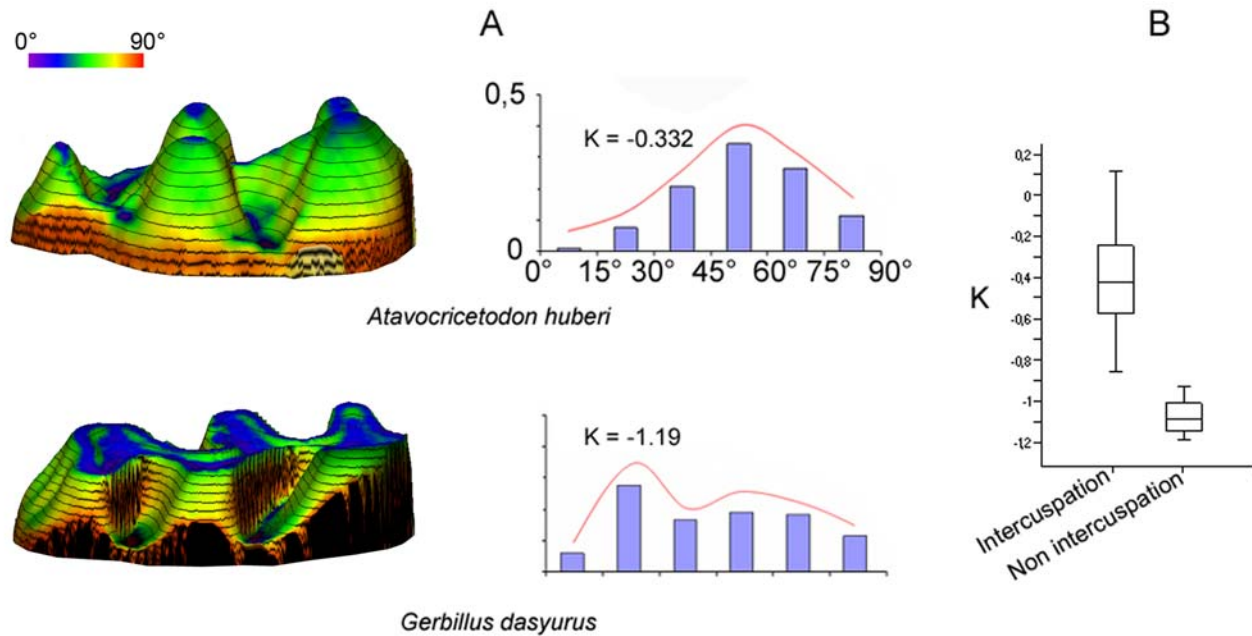 A
B
0° 90°
0,5
K = -0.332
0
0° 15° 30° 45° 60° 75° 90°
Atavocricetodon huberi
K = -1.19
Gerbillus dasyurus
K
0,2
0
-0,2
-0,4
-0,6
-0,8
-1
-1,2
Intercuspation
Non intercuspation